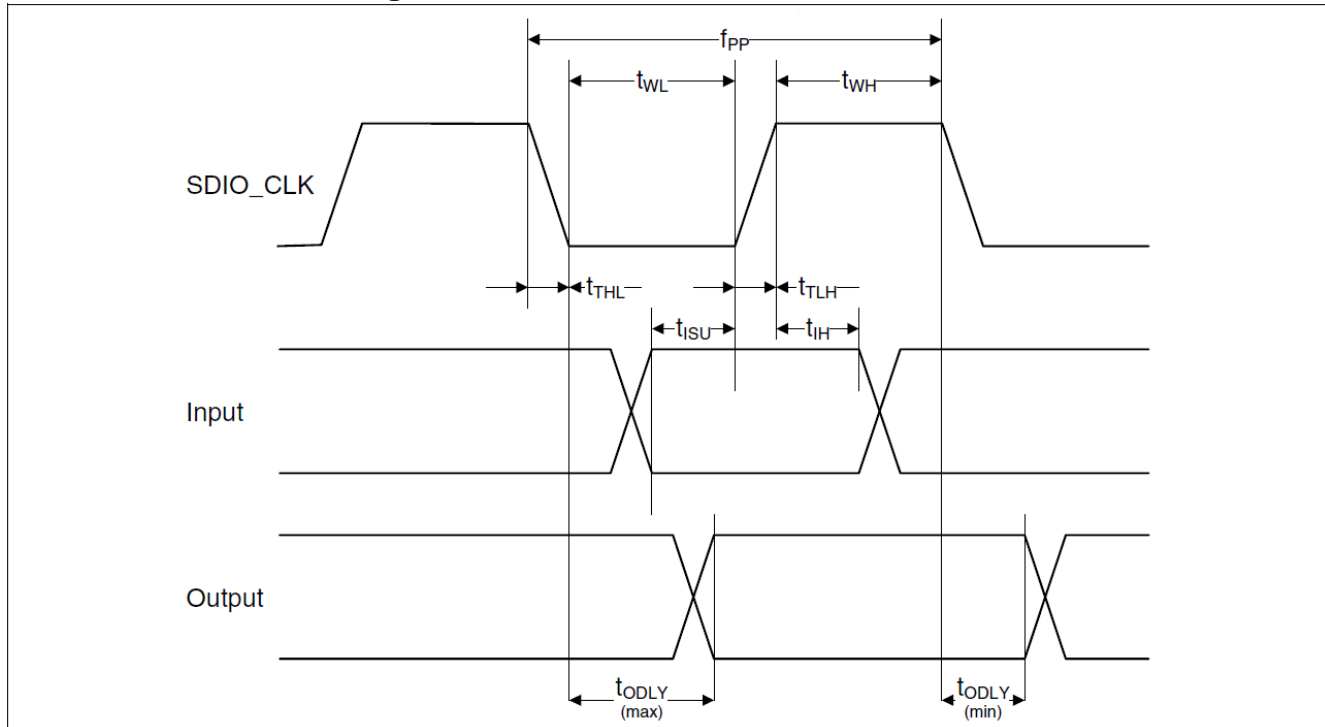 fPP
tWL tWH
SDIO_CLK
tTHL tTLH
tISU tIH
Input
Output
tODLY tODLY
(max) (min)